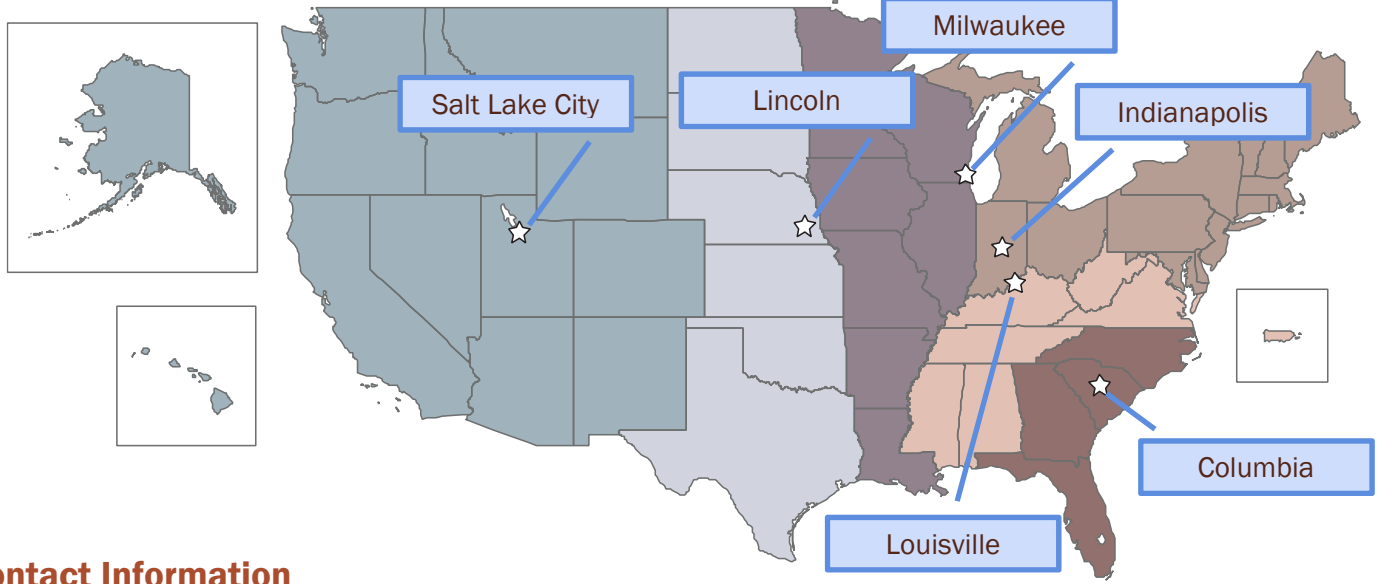 Milwaukee
Salt Lake City
Lincoln
Indianapolis
Columbia
Louisville
ontact Information